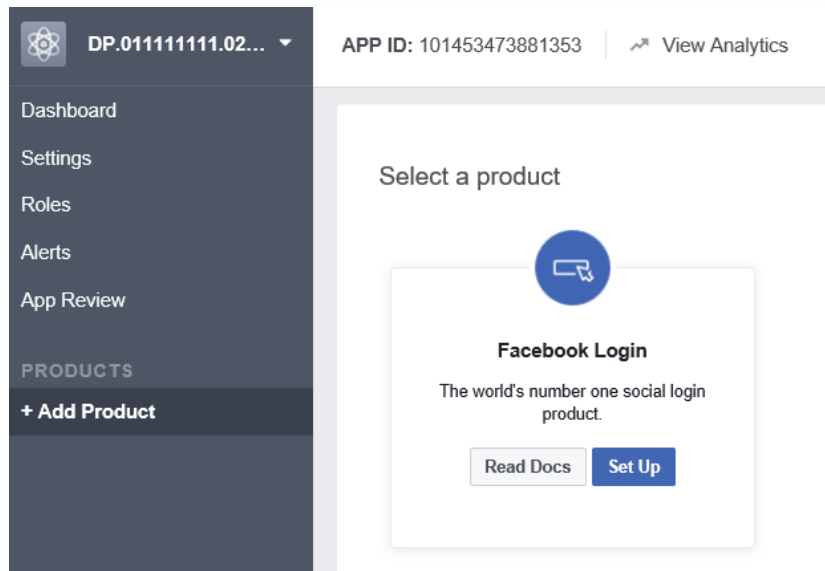 DP.011111111.02...
APP ID: 101453473881353
View Analytics
Dashboard
Settings
Roles
Alerts
App Review
PRODUCTS
+ Add Product
Select a product
Facebook Login
The world's number one social login
product.
Read Docs
Set Up